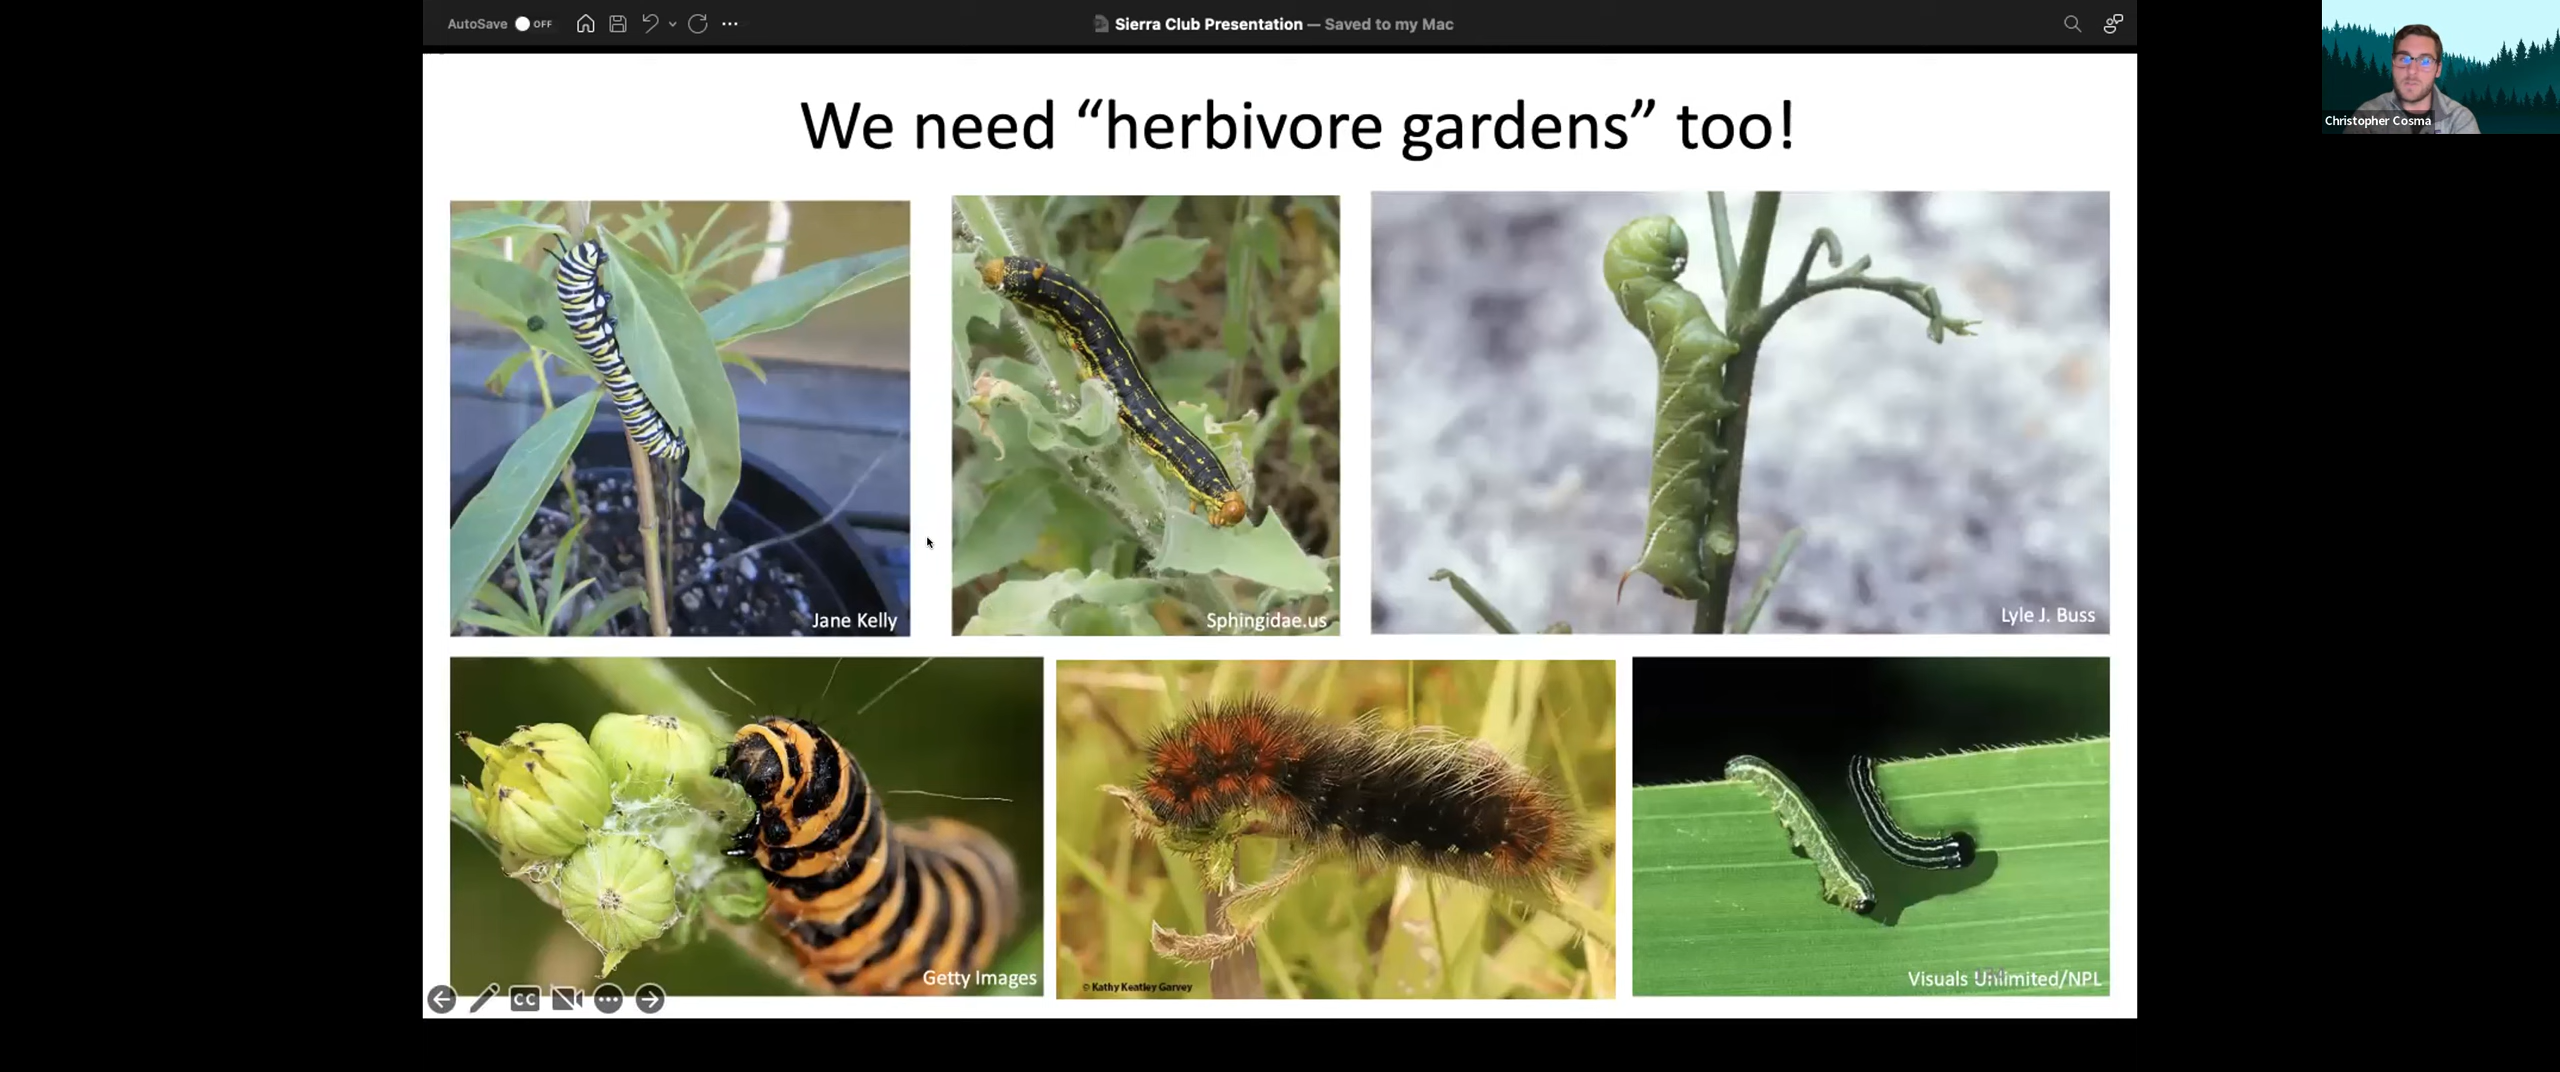 AutoSave OFF
Sierra Club Presentation — Saved to my Mac
Christopher Cosma
We need “herbivore gardens” too!
Jane Kelly
Sphingidae.us
Lyle J. Buss
Getty Images
© Kathy Keatley Garvey
Visuals Unlimited/NPL
CC